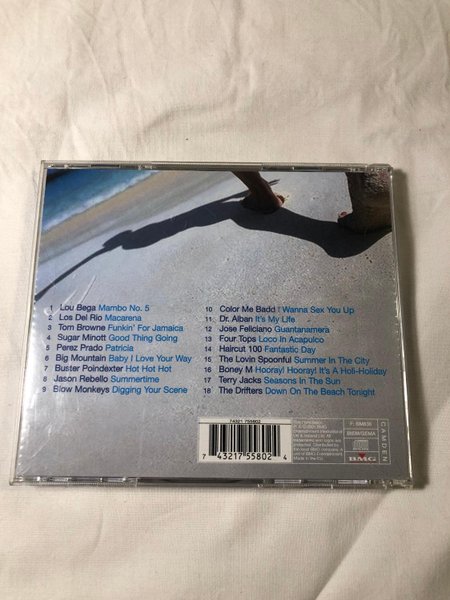 1 Lou Bega Mambo No. 5
2 Los Del Rio Macarena
3 Tom Browne Funkin' For Jamaica
4 Sugar Minott Good Thing Going
5 Perez Prado Patricia
6 Big Mountain Baby I Love Your Way
7 Buster Poindexter Hot Hot Hot
8 Jason Rebello Summertime
9 Blow Monkeys Digging Your Scene
10 Color Me Badd I Wanna Sex You Up
11 Dr. Alban It's My Life
12 Jose Feliciano Guantanamera
13 Four Tops Loco In Acapulco
14 Haircut 100 Fantastic Day
15 The Lovin Spoonful Summer In The City
16 Boney M Hooray! Hooray! It's A Holi-Holiday
17 Terry Jacks Seasons In The Sun
18 The Drifters Down On The Beach Tonight
74321 755802
7 43217 55802 4
BIEM/GEMA
BMG
CAMDEN